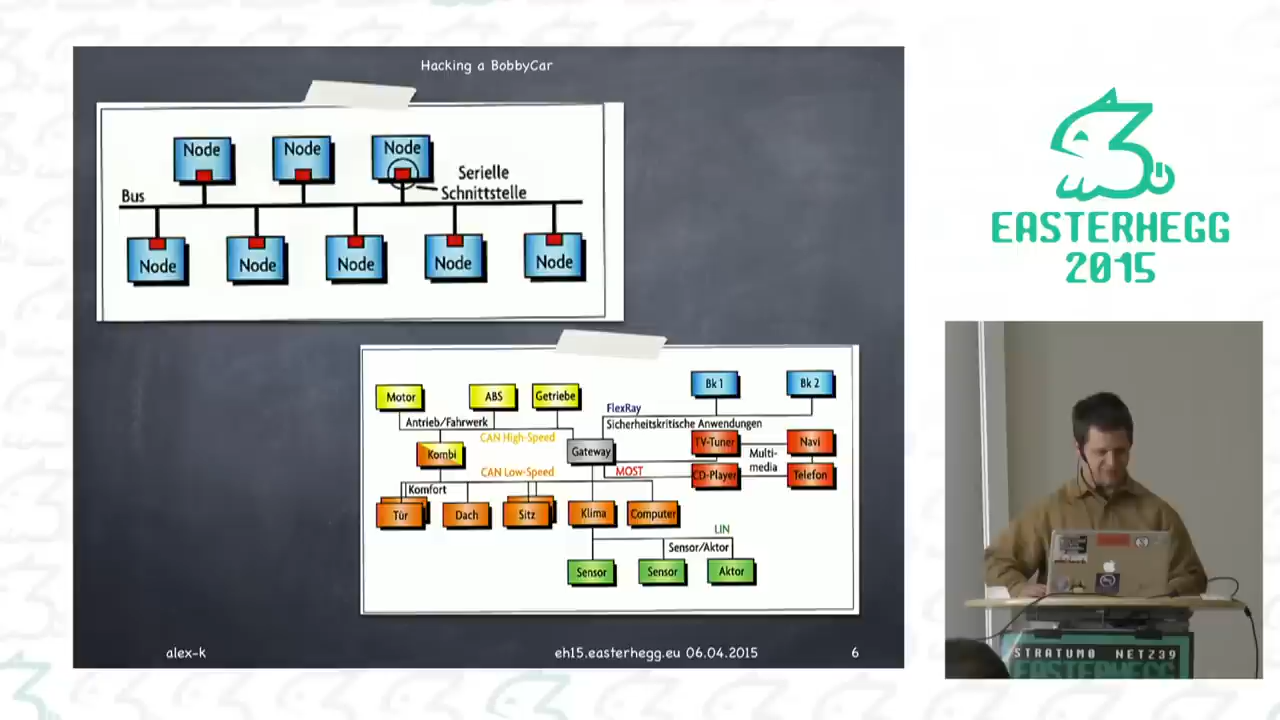 Hacking a BobbyCar
Node
Node
Node
Serielle
Schnittstelle
Bus
Node
Node
Node
Node
Node
Motor
ABS
Getriebe
Bk 1
Bk 2
FlexRay
Antrieb/Fahrwerk
Sicherheitskritische Anwendungen
CAN High-Speed
TV-Tuner
Navi
Kombi
Gateway
Multi-
media
CAN Low-Speed
MOST
CD-Player
Telefon
Komfort
Tür
Dach
Sitz
Klima
Computer
LIN
Sensor/Aktor
Sensor
Sensor
Aktor
alex-k
eh15.easterhegg.eu 06.04.2015
6
EASTERHEGG
2015
STRATUM0 NETZ39
EASTERHEGG